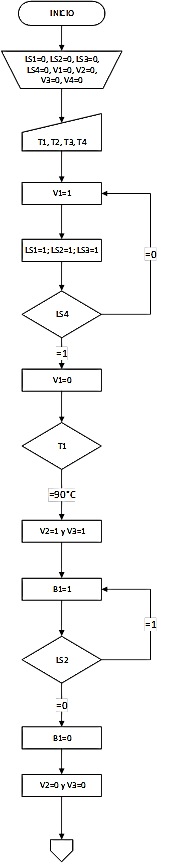 INICIO
LS1=0, LS2=0, LS3=0,
LS4=0, V1=0, V2=0,
V3=0, V4=0
T1, T2, T3, T4
V1=1
=0
LS1=1; LS2=1; LS3=1
LS4
=1
V1=0
T1
=90°C
V2=1 y V3=1
B1=1
=1
LS2
=0
B1=0
V2=0 y V3=0